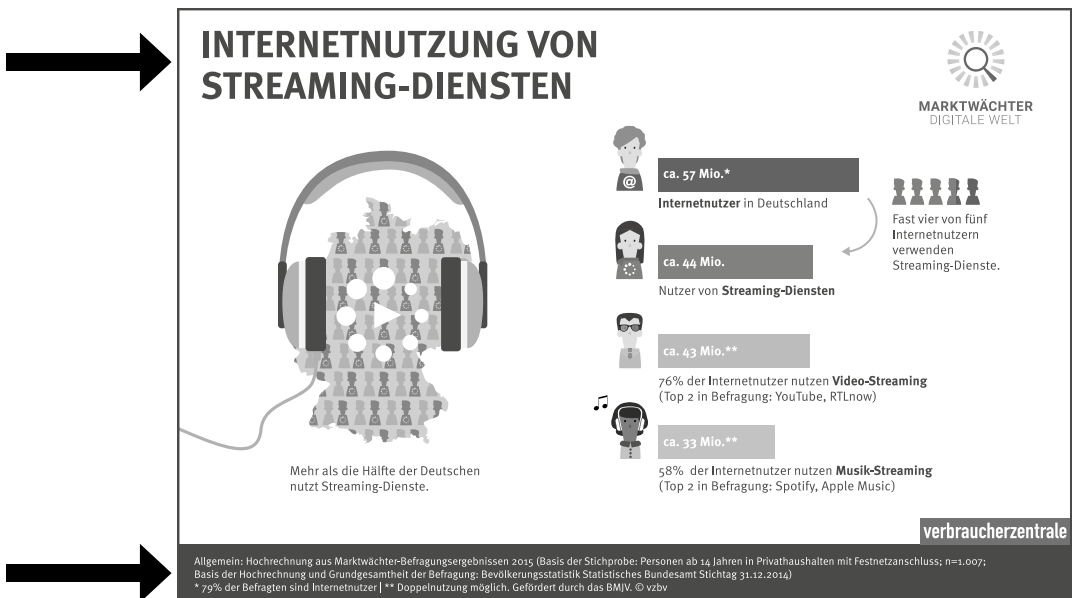 INTERNETNUTZUNG VON
STREAMING-DIENSTEN
MARKTWÄCHTER
DIGITALE WELT
@
ca. 57 Mio.*
Internetnutzer in Deutschland
Fast vier von fünf
Internetnutzern
verwenden
Streaming-Dienste.
ca. 44 Mio.
Nutzer von Streaming-Diensten
ca. 43 Mio.**
76% der Internetnutzer nutzen Video-Streaming
(Top 2 in Befragung: YouTube, RTLnow)
ca. 33 Mio.**
58% der Internetnutzer nutzen Musik-Streaming
(Top 2 in Befragung: Spotify, Apple Music)
Mehr als die Hälfte der Deutschen
nutzt Streaming-Dienste.
verbraucherzentrale
Allgemein: Hochrechnung aus Marktwächter-Befragungsergebnissen 2015 (Basis der Stichprobe: Personen ab 14 Jahren in Privathaushalten mit Festnetzanschluss; n=1.007;
Basis der Hochrechnung und Grundgesamtheit der Befragung: Bevölkerungsstatistik Statistisches Bundesamt Stichtag 31.12.2014)
* 79% der Befragten sind Internetnutzer | ** Doppelnutzung möglich. Gefördert durch das BMJV. © vzbv